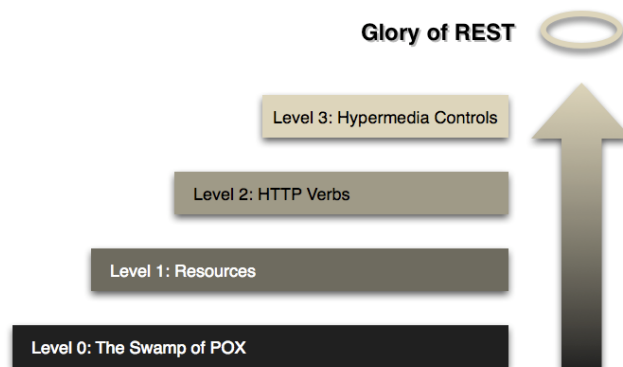 Glory of REST
Level 3: Hypermedia Controls
Level 2: HTTP Verbs
Level 1: Resources
Level 0: The Swamp of POX